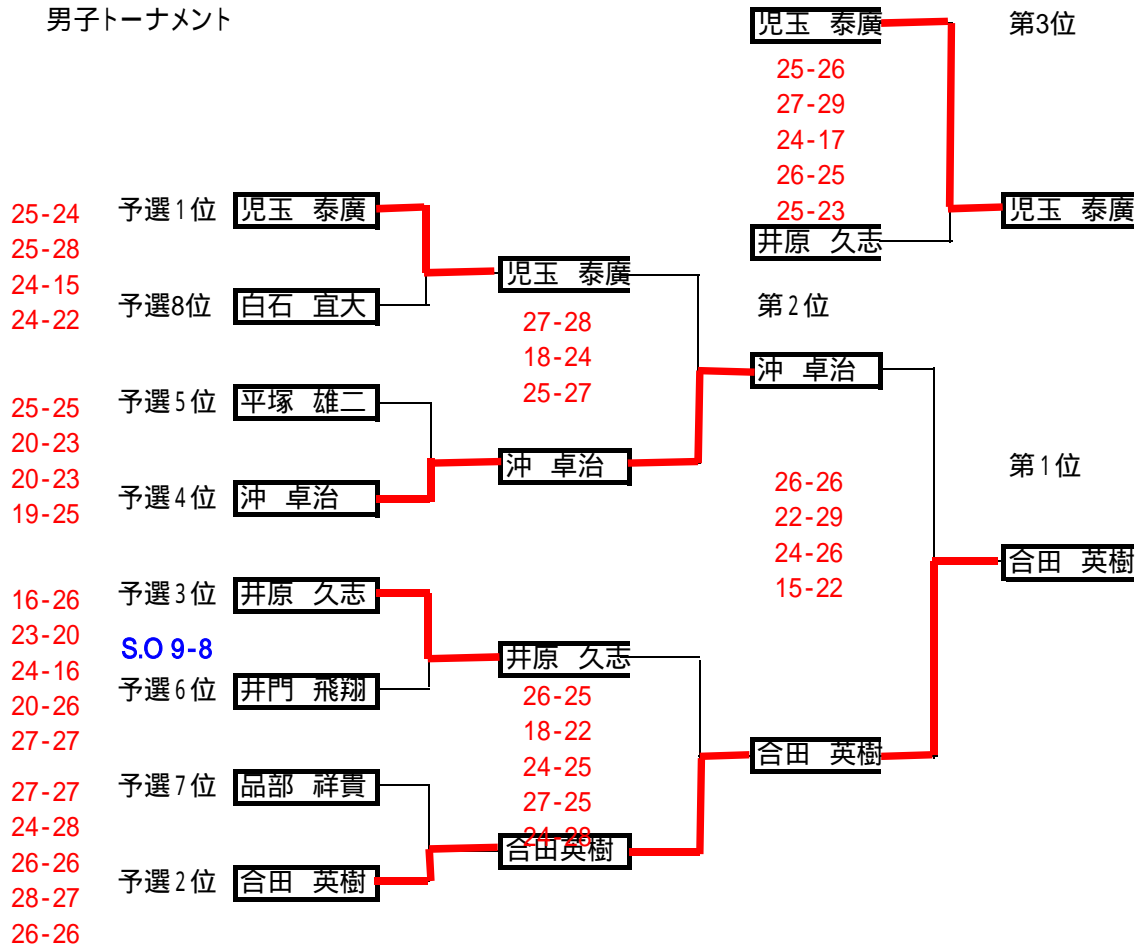 男子トーナメント
児玉 泰廣
第3位
25-26
27-29
24-17
26-25
25-23
井原 久志
児玉 泰廣
25-24
25-28
24-15
24-22
予選1位 児玉 泰廣
予選8位 白石 宜大
児玉 泰廣
27-28
18-24
25-27
第2位
沖 卓治
25-25
20-23
20-23
19-25
予選5位 平塚 雄二
予選4位 沖 卓治
沖 卓治
26-26
22-29
24-26
15-22
第1位
合田 英樹
16-26
23-20
24-16
20-26
27-27
予選3位 井原 久志
S.O 9-8
予選6位 井門 飛翔
井原 久志
26-25
18-22
24-25
27-25
24-28
合田 英樹
27-27
24-28
26-26
28-27
26-26
予選7位 品部 祥貴
予選2位 合田 英樹
合田英樹